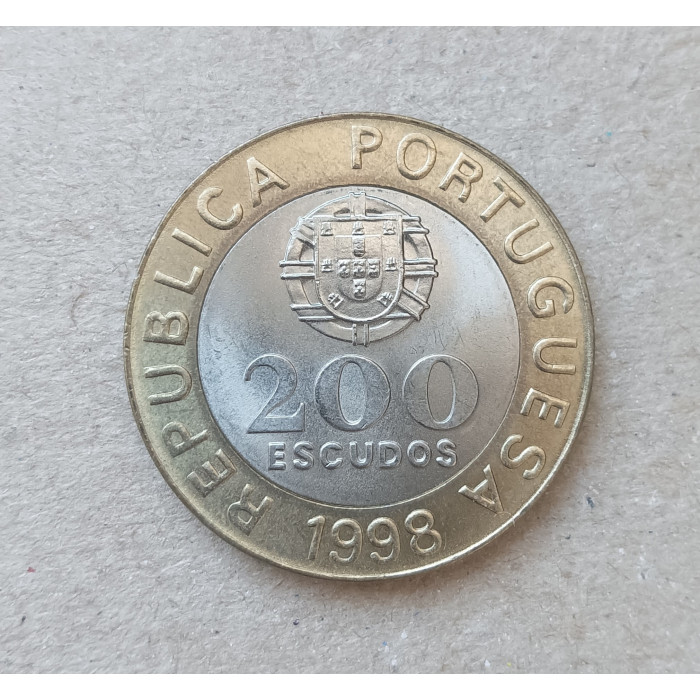 REPUBLICA PORTUGUESA
200
ESCUDOS
1998